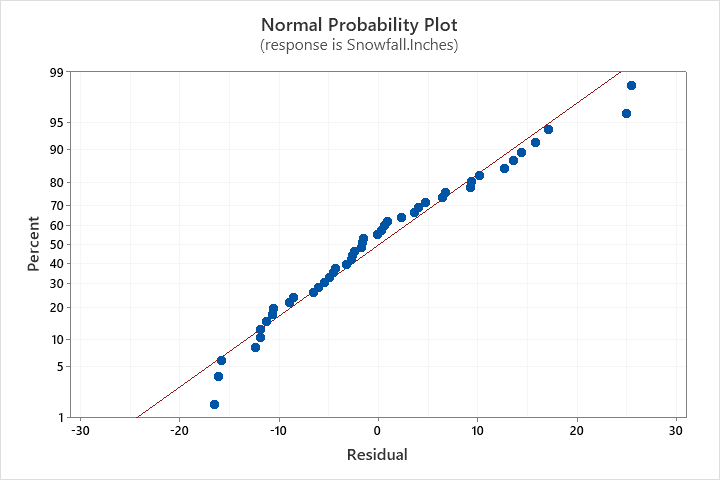 Normal Probability Plot
(response is Snowfall.Inches)
99
95
90
80
70
60
50
40
30
20
10
5
1
Percent
-30 -20 -10 0 10 20 30
Residual